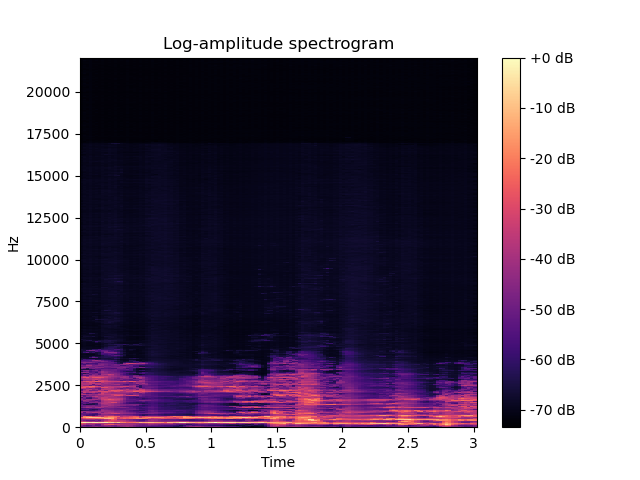 Log-amplitude spectrogram
20000
17500
15000
12500
10000
7500
5000
2500
0
Hz
0
0.5
1
1.5
2
2.5
3
Time
+0 dB
-10 dB
-20 dB
-30 dB
-40 dB
-50 dB
-60 dB
-70 dB